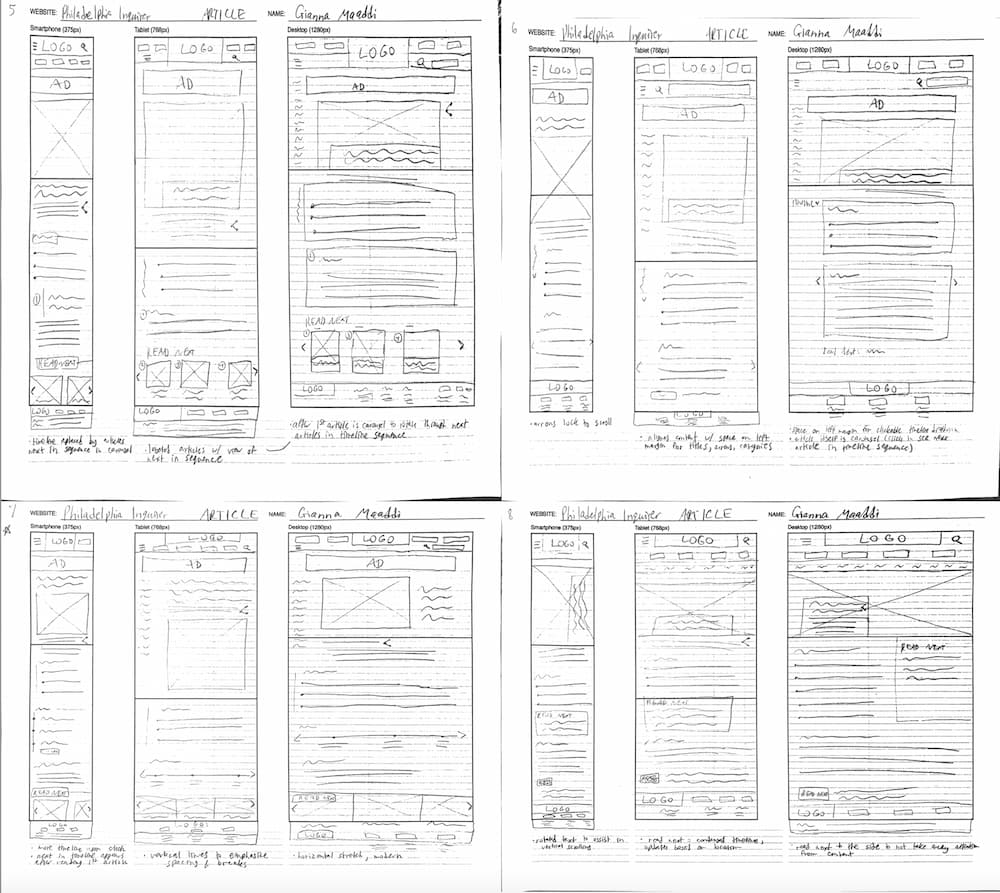 5 WEBSITE: Philadelphia Inquirer ARTICLE NAME: Gianna Maaddi
Smartphone (375px) Tablet (768px) Desktop (1280px)
LOGO LOGO LOGO
AD AD AD
READ NEXT
READ NEXT READ NEXT
LOGO LOGO LOGO
next in sequence in carousel
related articles w/ view of
next in sequence
after 1st article is carousel to rotate through next
articles in timeline sequence
6 WEBSITE: Philadelphia Inquirer ARTICLE NAME: Gianna Maaddi
Smartphone (375px) Tablet (768px) Desktop (1280px)
LOGO LOGO LOGO
AD AD AD
Read Next:
LOGO LOGO LOGO
arrows lock to scroll
aligns content w/ space on left
margin for titles, arrows, categories
space on left margin for clickable timeline
article itself is carousel (click to see more
article in timeline sequence)
7 WEBSITE: Philadelphia Inquirer ARTICLE NAME: Gianna Maaddi
Smartphone (375px) Tablet (768px) Desktop (1280px)
LOGO LOGO LOGO
AD AD AD
READ NEXT READ NEXT
LOGO LOGO LOGO
more timeline upon click
next in timeline appears
after reading 1st article
vertical lines to emphasize
spacing & breaks
horizontal stretch, modern
8 WEBSITE: Philadelphia Inquirer ARTICLE NAME: Gianna Maaddi
Smartphone (375px) Tablet (768px) Desktop (1280px)
LOGO LOGO LOGO
READ NEXT READ NEXT READ NEXT
READ NEXT
LOGO LOGO LOGO
rotated text to assist in
vertical scrolling
read next = condensed timeline,
updates based on location
read next to the side to not take away attention
from content